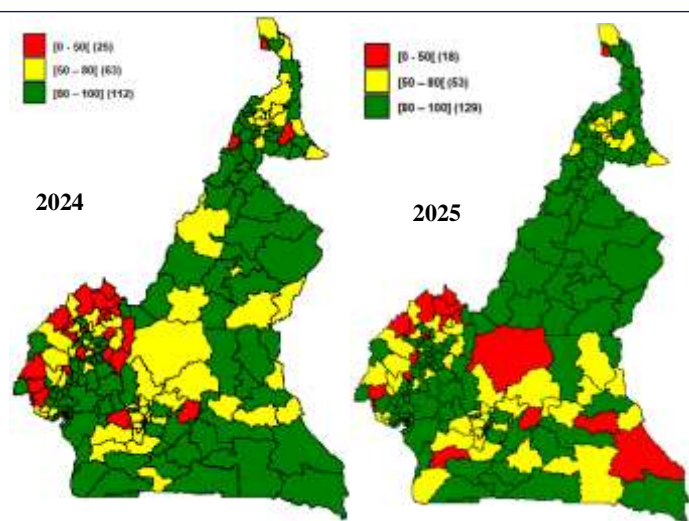 [0 - 50[ (25)
[50 – 80[ (63)
[80 – 100] (112)
2024
[0 - 50[ (18)
[50 – 80[ (53)
[80 – 100] (129)
2025